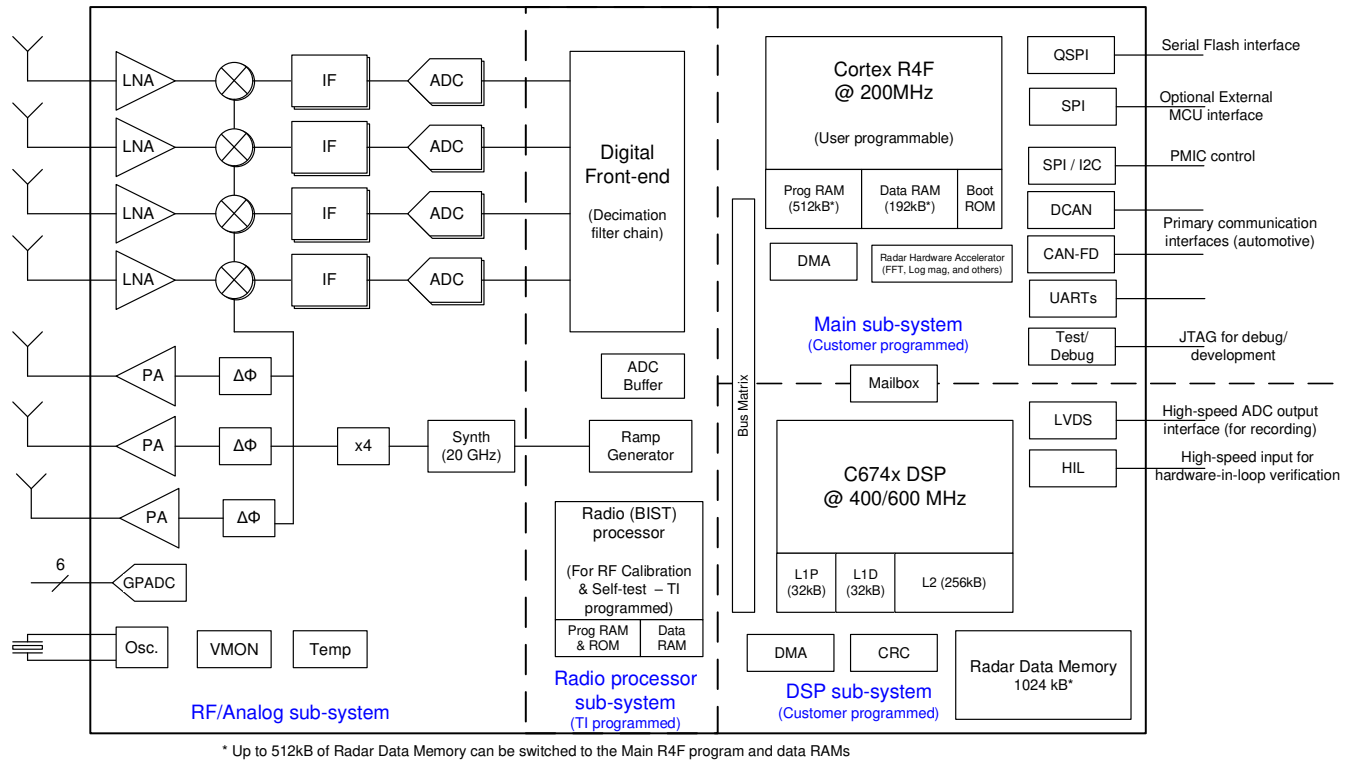 LNA
IF
ADC
LNA
IF
ADC
LNA
IF
ADC
LNA
IF
ADC
Digital
Front-end
(Decimation
filter chain)
PA
ΔΦ
PA
ΔΦ
PA
ΔΦ
x4
Synth
(20 GHz)
ADC
Buffer
Ramp
Generator
Radio (BIST)
processor
(For RF Calibration
& Self-test – TI
programmed)
Prog RAM
& ROM
Data
RAM
Radio processor
sub-system
(TI programmed)
6
GPADC
Osc.
VMON
Temp
RF/Analog sub-system
Bus Matrix
Cortex R4F
@ 200MHz
(User programmable)
Prog RAM
(512kB*)
Data RAM
(192kB*)
Boot
ROM
DMA
Radar Hardware Accelerator
(FFT, Log mag, and others)
Main sub-system
(Customer programmed)
Mailbox
C674x DSP
@ 400/600 MHz
L1P
(32kB)
L1D
(32kB)
L2 (256kB)
DMA
CRC
Radar Data Memory
1024 kB*
DSP sub-system
(Customer programmed)
QSPI
Serial Flash interface
SPI
Optional External
MCU interface
SPI / I2C
PMIC control
DCAN
Primary communication
interfaces (automotive)
CAN-FD
UARTs
Test/
Debug
JTAG for debug/
development
LVDS
High-speed ADC output
interface (for recording)
HIL
High-speed input for
hardware-in-loop verification
* Up to 512kB of Radar Data Memory can be switched to the Main R4F program and data RAMs